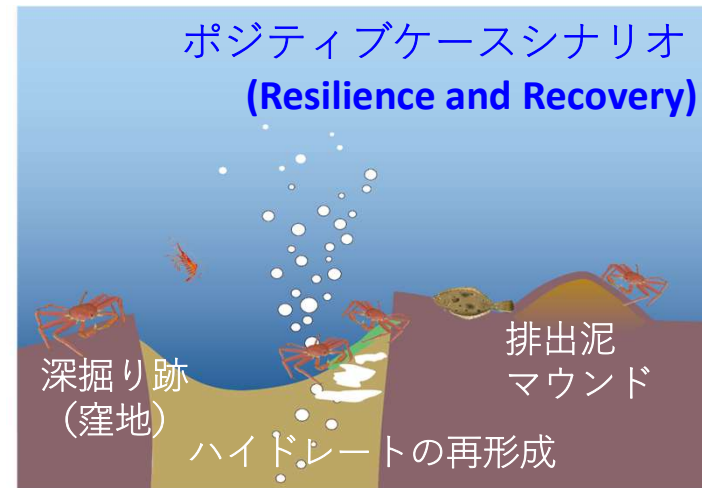 ポジティブケースシナリオ
(Resilience and Recovery)
排出泥
マウンド
深掘り跡
（窪地）
ハイドレートの再形成